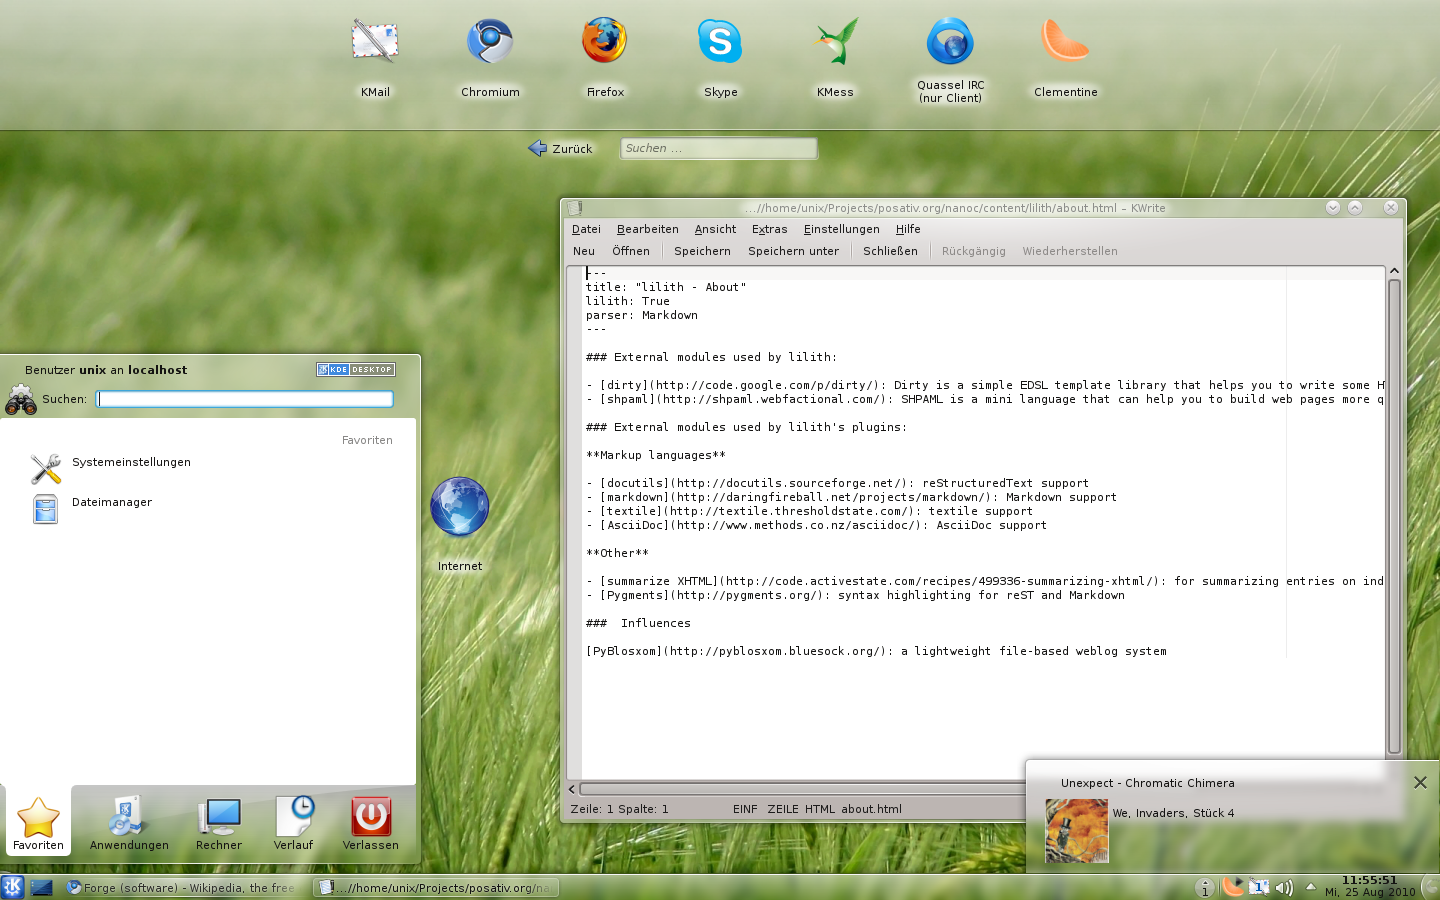 KMail
Chromium
Firefox
Skype
KMess
Quassel IRC
(nur Client)
Clementine
Zurück
Suchen ...
...//home/unix/Projects/posativ.org/nanoc/content/lilith/about.html – KWrite
Datei Bearbeiten Ansicht Extras Einstellungen Hilfe
Neu Öffnen Speichern Speichern unter Schließen Rückgängig Wiederherstellen
---
title: "lilith - About"
lilith: True
parser: Markdown
---
### External modules used by lilith:
- [dirty](http://code.google.com/p/dirty/): Dirty is a simple EDSL template library that helps you to write some H
- [shpaml](http://shpaml.webfactional.com/): SHPAML is a mini language that can help you to build web pages more q
### External modules used by lilith's plugins:
**Markup languages**
- [docutils](http://docutils.sourceforge.net/): reStructuredText support
- [markdown](http://daringfireball.net/projects/markdown/): Markdown support
- [textile](http://textile.thresholdstate.com/): textile support
- [AsciiDoc](http://www.methods.co.nz/asciidoc/): AsciiDoc support
**Other**
- [summarize XHTML](http://code.activestate.com/recipes/499336-summarizing-xhtml/): for summarizing entries on ind
- [Pygments](http://pygments.org/): syntax highlighting for reST and Markdown
###  Influences
[PyBlosxom](http://pyblosxom.bluesock.org/): a lightweight file-based weblog system
Zeile: 1 Spalte: 1 EINF ZEILE HTML about.html
Benutzer unix an localhost
KDE DESKTOP
Suchen:
Favoriten
Systemeinstellungen
Dateimanager
Internet
Favoriten
Anwendungen
Rechner
Verlauf
Verlassen
Unexpect - Chromatic Chimera
We, Invaders, Stück 4
Forge (software) - Wikipedia, the free
...//home/unix/Projects/posativ.org/na
1
1
11:55:51
Mi, 25 Aug 2010